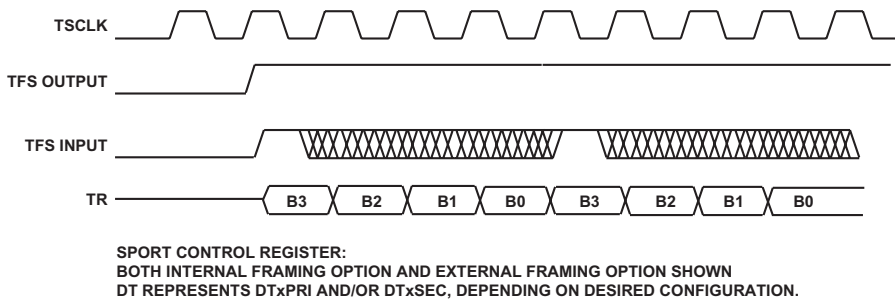 TSCLK
TFS OUTPUT
TFS INPUT
TR
B3 B2 B1 B0 B3 B2 B1 B0
SPORT CONTROL REGISTER:
BOTH INTERNAL FRAMING OPTION AND EXTERNAL FRAMING OPTION SHOWN
DT REPRESENTS DTxPRI AND/OR DTxSEC, DEPENDING ON DESIRED CONFIGURATION.